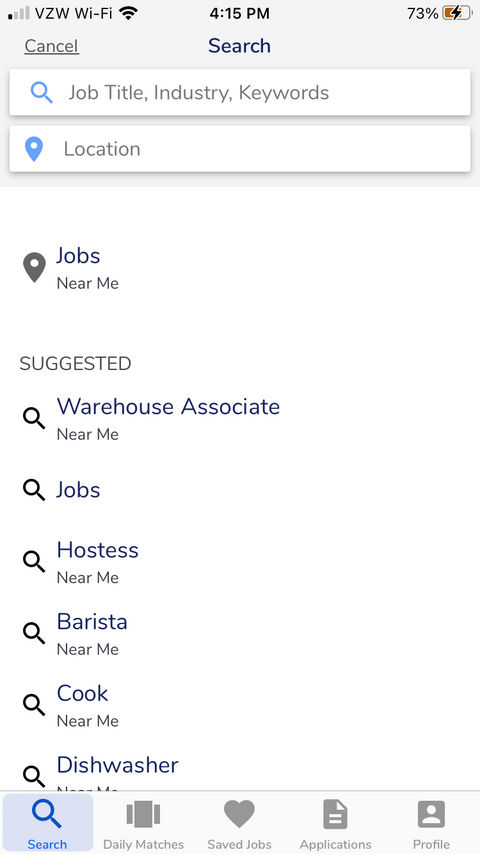 VZW Wi-Fi 4:15 PM 73%
Cancel Search
Job Title, Industry, Keywords
Location
Jobs
Near Me
SUGGESTED
Warehouse Associate
Near Me
Jobs
Hostess
Near Me
Barista
Near Me
Cook
Near Me
Dishwasher
Near Me
Search Daily Matches Saved Jobs Applications Profile